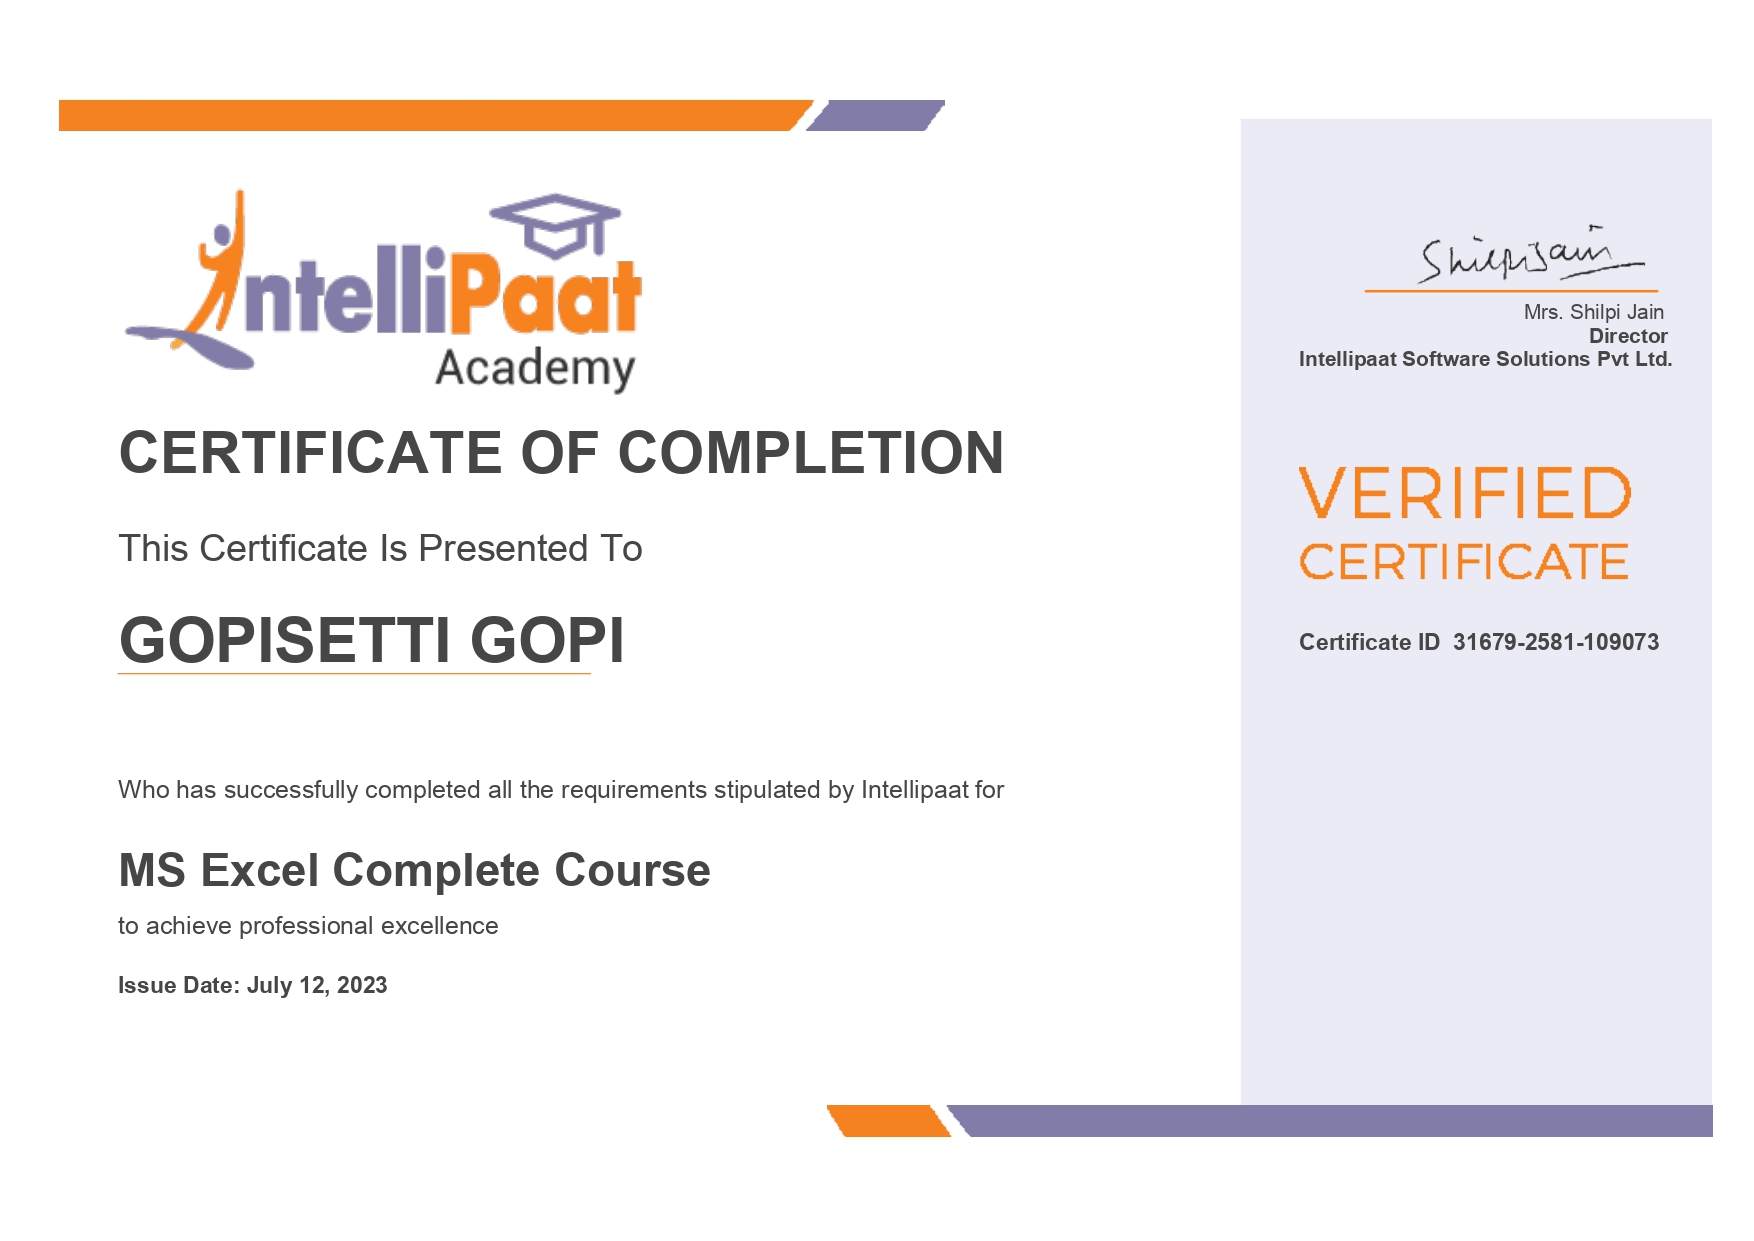 IntelliPaat
Academy
CERTIFICATE OF COMPLETION
This Certificate Is Presented To
GOPISETTI GOPI
Who has successfully completed all the requirements stipulated by Intellipaat for
MS Excel Complete Course
to achieve professional excellence
Issue Date: July 12, 2023
Shilpi Jain
Mrs. Shilpi Jain
Director
Intellipaat Software Solutions Pvt Ltd.
VERIFIED
CERTIFICATE
Certificate ID 31679-2581-109073